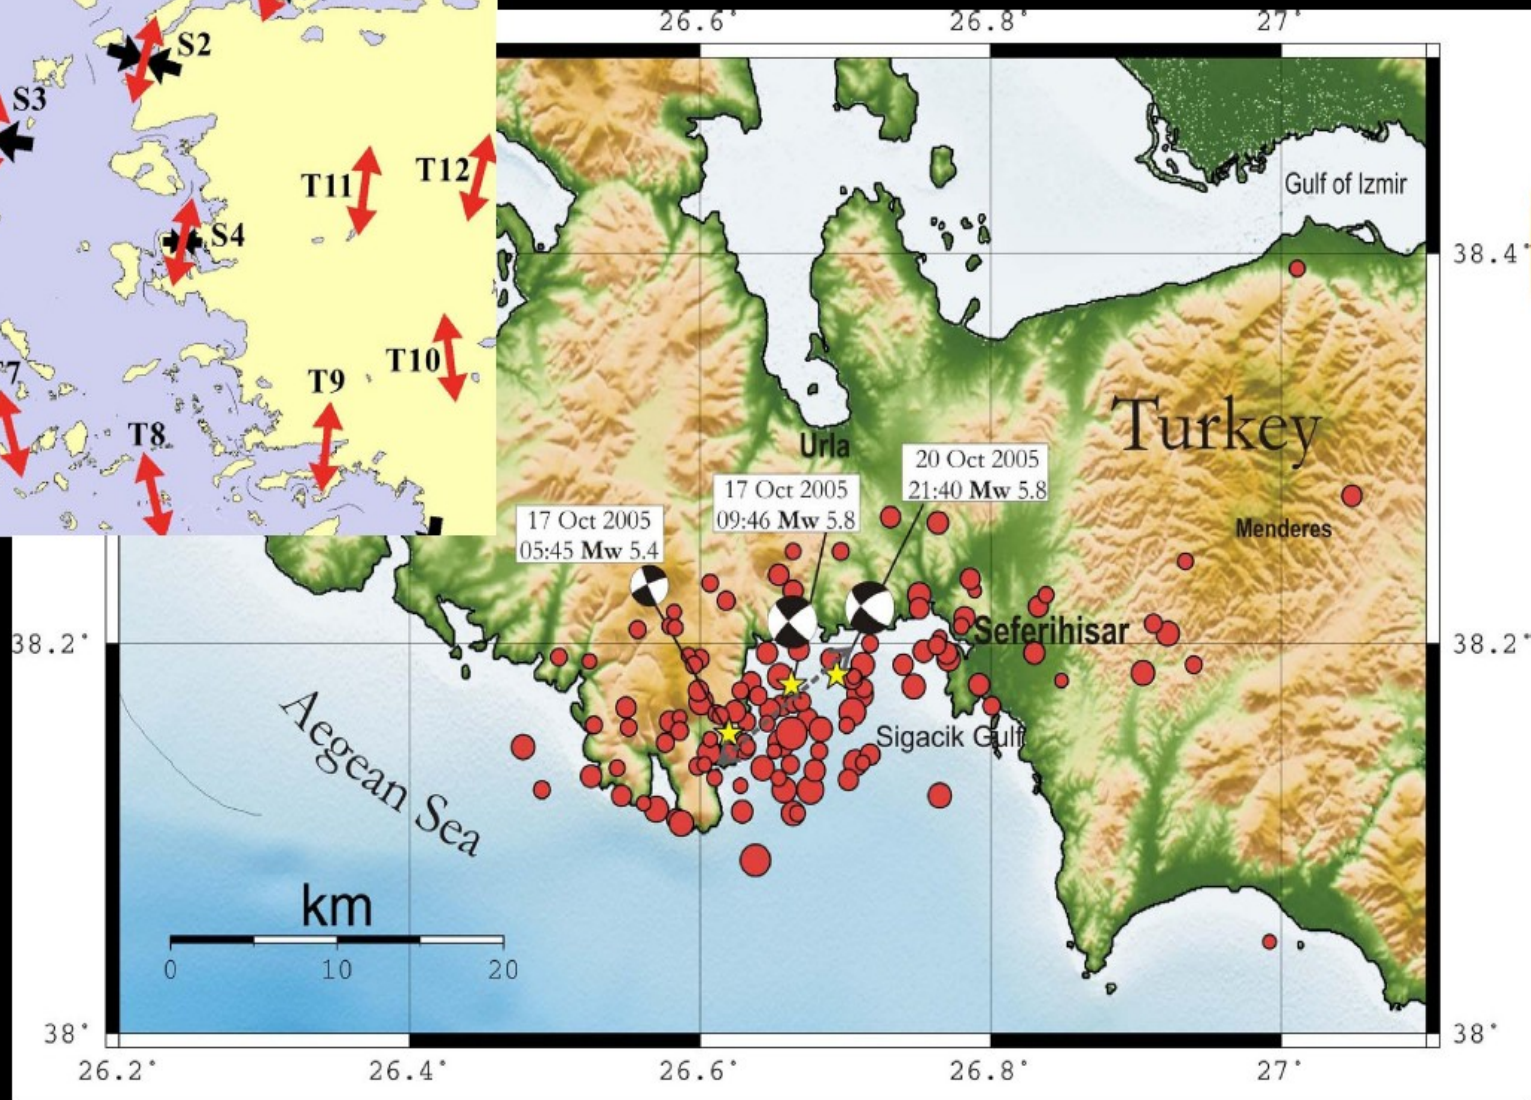 26.6°
26.8°
27°
S2
S3
T11
T12
S4
T10
T9
7
T8
Gulf of Izmir
38.4°
Turkey
Urla
20 Oct 2005
21:40 Mw 5.8
17 Oct 2005
09:46 Mw 5.8
17 Oct 2005
05:45 Mw 5.4
Menderes
38.2°
Seferihisar
38.2°
Sigacik Gulf
Aegean Sea
km
0
10
20
38°
38°
26.2°
26.4°
26.6°
26.8°
27°